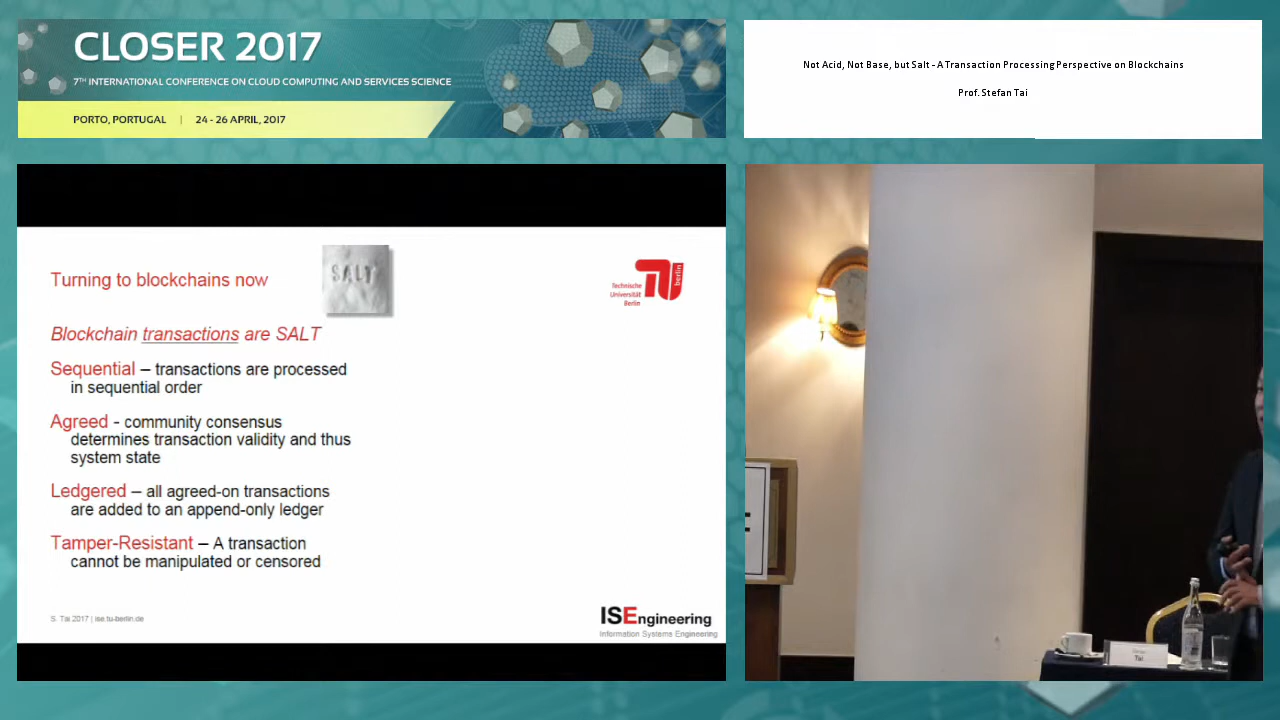 CLOSER 2017
7TH INTERNATIONAL CONFERENCE ON CLOUD COMPUTING AND SERVICES SCIENCE
PORTO, PORTUGAL | 24 - 26 APRIL, 2017
Not Acid, Not Base, but Salt - A Transaction Processing Perspective on Blockchains
Prof. Stefan Tai
Turning to blockchains now
SALT
Technische
Universität
Berlin
berlin
Blockchain transactions are SALT
Sequential – transactions are processed
in sequential order
Agreed - community consensus
determines transaction validity and thus
system state
Ledgered – all agreed-on transactions
are added to an append-only ledger
Tamper-Resistant – A transaction
cannot be manipulated or censored
S. Tai 2017 | ise.tu-berlin.de
ISEngineering
Information Systems Engineering
Tai